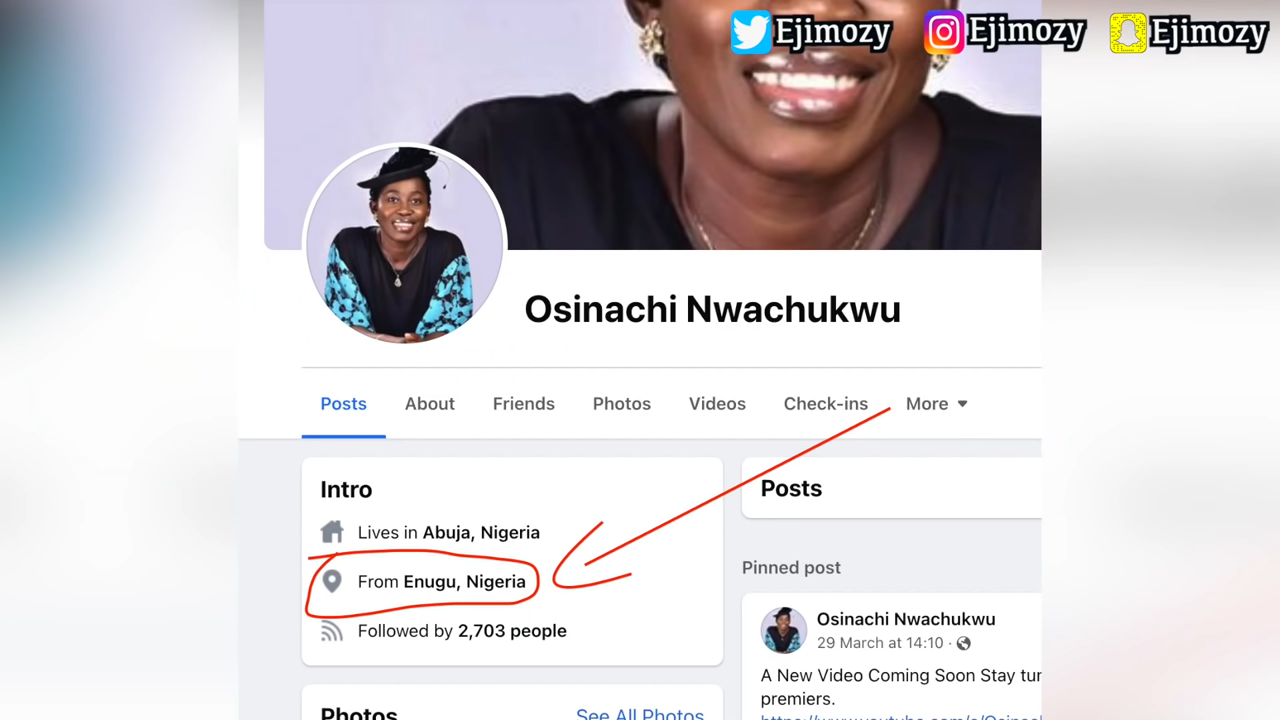 Ejimozy Ejimozy Ejimozy
Osinachi Nwachukwu
Posts About Friends Photos Videos Check-ins More
Intro
Lives in Abuja, Nigeria
From Enugu, Nigeria
Followed by 2,703 people
Photos See All Photos
Posts
Pinned post
Osinachi Nwachukwu
29 March at 14:10 ·
A New Video Coming Soon Stay
premiers.